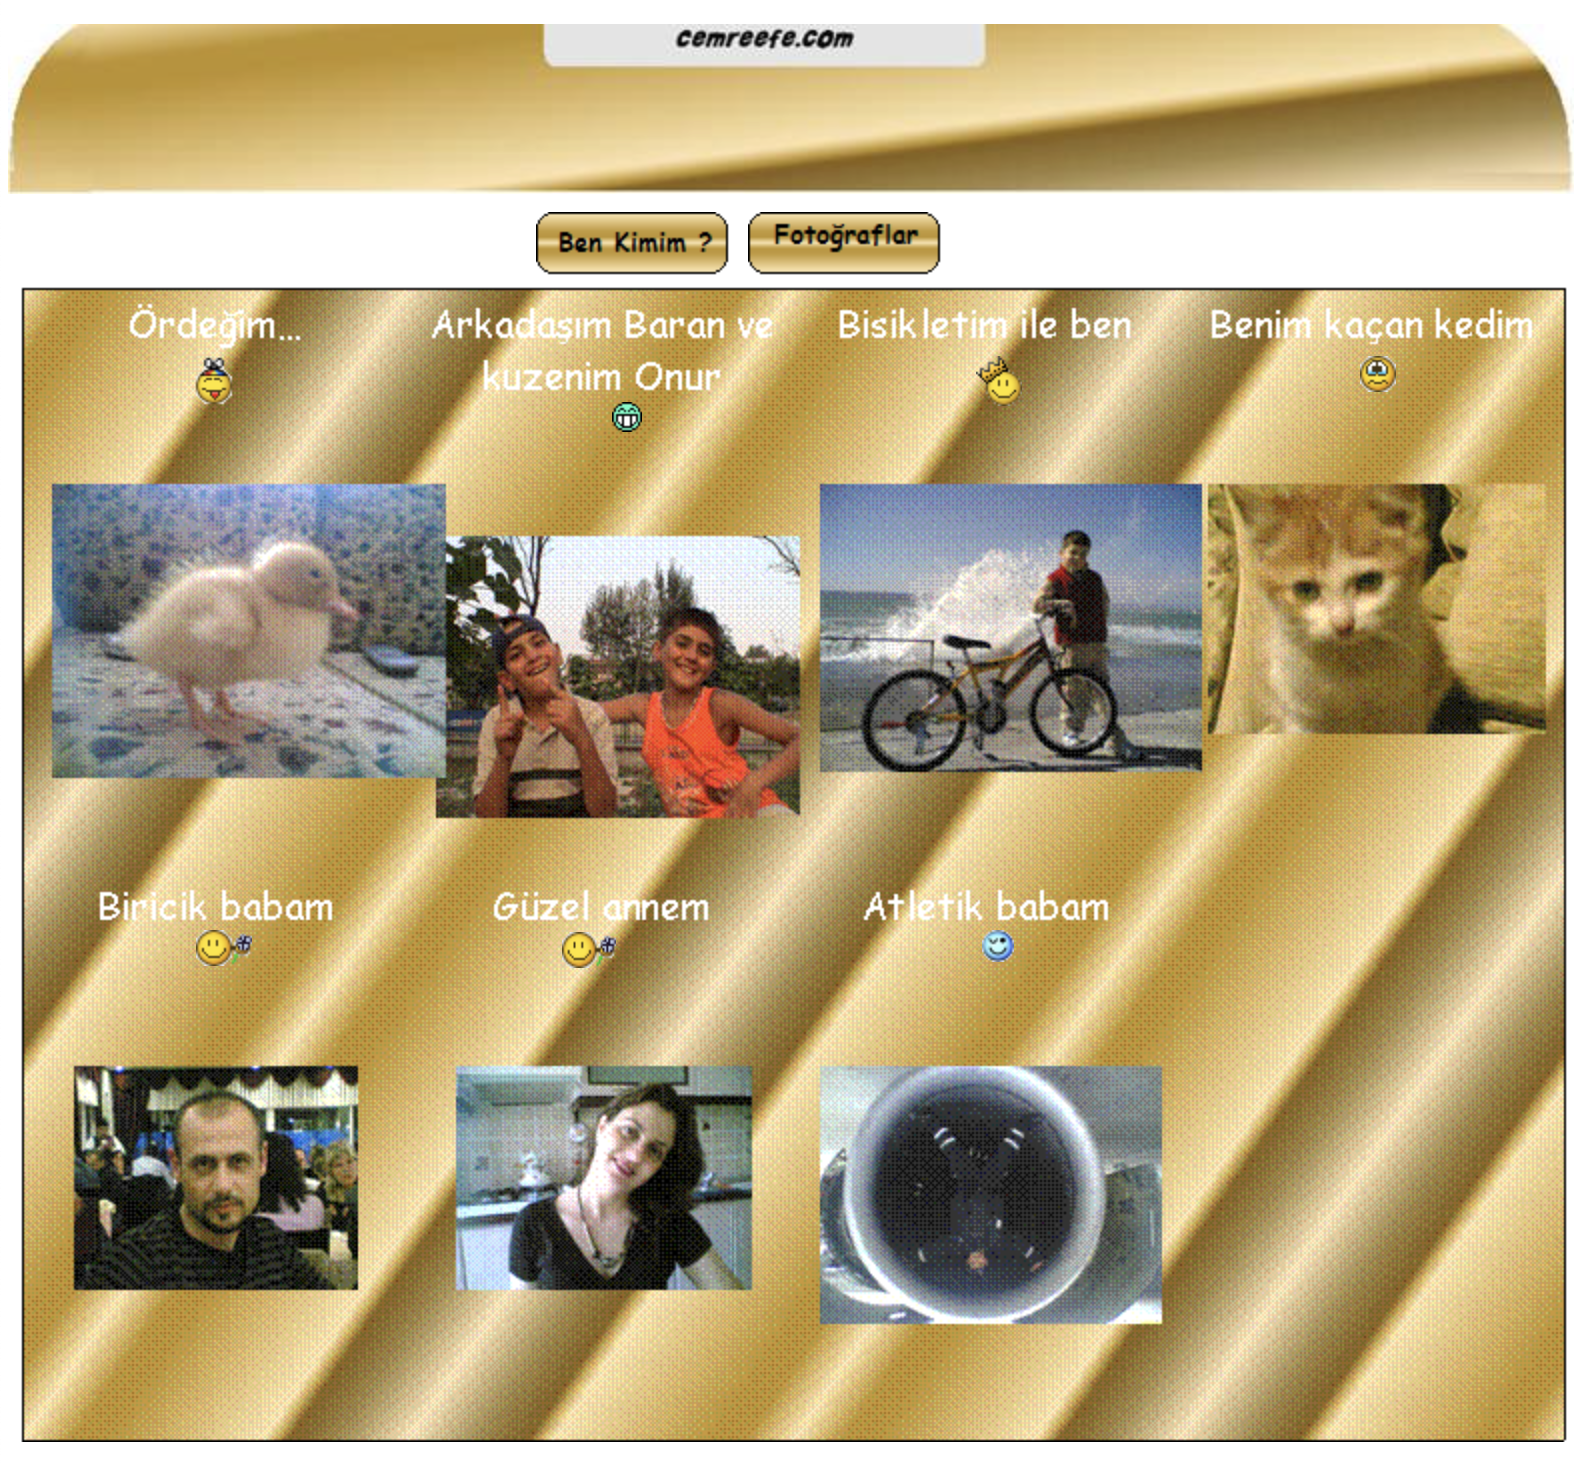 cemreefe.com
Ben Kimim ?
Fotoğraflar
Ördeğim...
Arkadaşım Baran ve
kuzenim Onur
Bisikletim ile ben
Benim kaçan kedim
Biricik babam
Güzel annem
Atletik babam